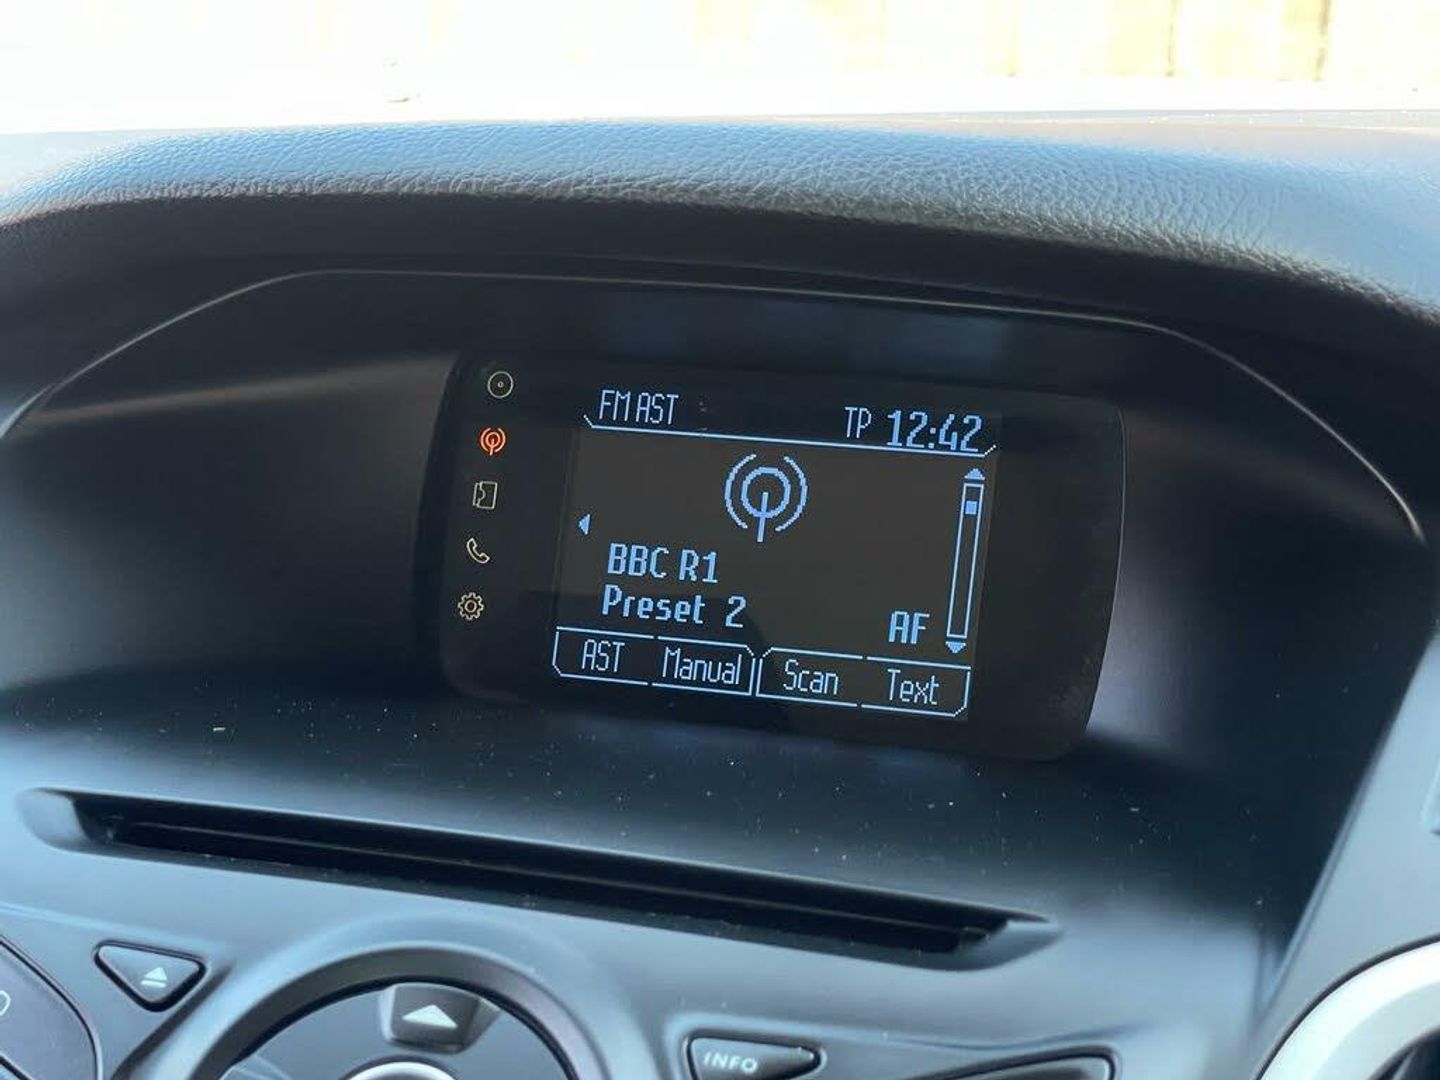 FM AST TP 12:42
BBC R1
Preset 2
AF
AST Manual Scan Text
INFO